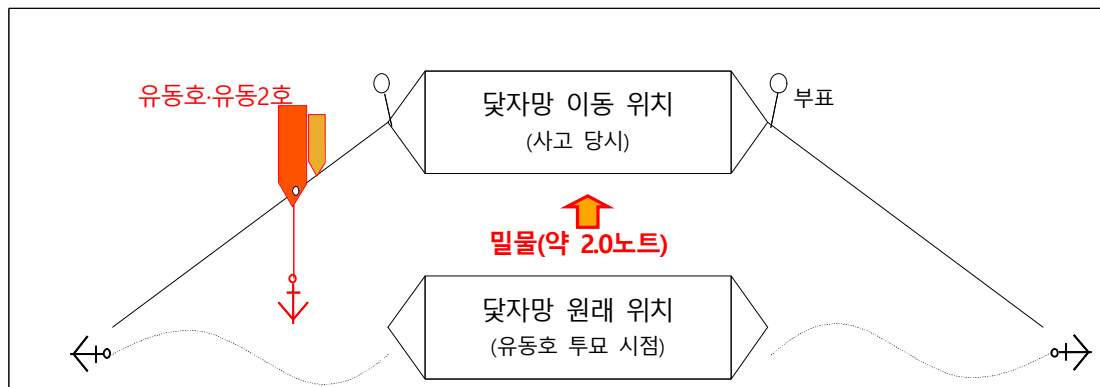 유동호·유동2호
닻자망 이동 위치
(사고 당시)
부표
밀물(약 2.0노트)
닻자망 원래 위치
(유동호 투묘 시점)